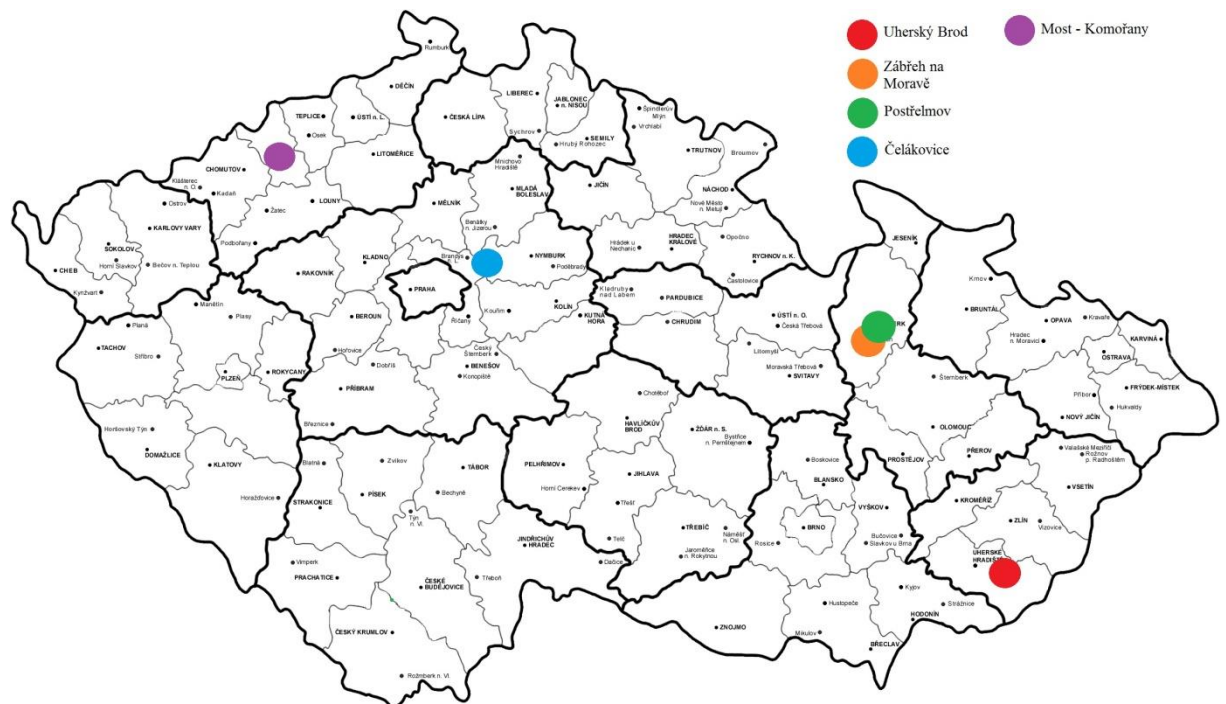 Uherský Brod
Most - Komořany
Zábřeh na
Moravě
Postřelmov
Čelákovice
Rumburk
DĚČÍN
LIBEREC
JABLONEC
n. NISOU
Špindlerův
Mlýn
Vrchlabí
TEPLICE
ÚSTÍ n. L.
ČESKÁ LÍPA
Osek
Sychrov
SEMILY
Hrubý Rohozec
TRUTNOV
Broumov
LITOMĚŘICE
Mnichovo
Hradiště
CHOMUTOV
Klášterec
n. O.
Kadaň
MLADÁ
BOLESLAV
JIČÍN
NÁCHOD
Ostrov
Žatec
LOUNY
MĚLNÍK
Nové Město
n. Metují
KARLOVY VARY
Benátky
n. Jizerou
Hrádek u
Nechanic
HRADEC
KRÁLOVÉ
Opočno
JESENÍK
SOKOLOV
Podbořany
Horní Slavkov
KLADNO
Brandýs
n. L.
NYMBURK
RYCHNOV n. K.
CHEB
Bečov n. Teplou
RAKOVNÍK
Poděbrady
Častolovice
Krnov
Kynžvart
PRAHA
Kladruby
nad Labem
PARDUBICE
Manětín
Plasy
KOLÍN
BRUNTÁL
BEROUN
Říčany
Kouřim
KUTNÁ
HORA
CHRUDIM
ÚSTÍ n. O.
Česká Třebová
ERK
OPAVA
Kravaře
Planá
TACHOV
Stříbro
Hořovice
Český
Šternberk
BENEŠOV
Litomyšl
Hradec
n. Moravicí
KARVINÁ
OSTRAVA
PLZEŇ
ROKYCANY
Dobříš
Konopiště
Moravská Třebová
SVITAVY
Šternberk
FRÝDEK-MÍSTEK
PŘÍBRAM
Chotěboř
Příbor
Hukvaldy
Březnice
HAVLÍČKŮV
BROD
ŽĎÁR n. S.
Bystřice
n. Pernštejnem
OLOMOUC
NOVÝ JIČÍN
Horšovský Týn
DOMAŽLICE
KLATOVY
Blatná
Zvíkov
TÁBOR
PELHŘIMOV
JIHLAVA
Boskovice
BLANSKO
PROSTĚJOV
PŘEROV
Valašské Meziříčí
Rožnov
p. Radhoštěm
Horažďovice
STRAKONICE
PÍSEK
Bechyně
Horní Cerekev
VSETÍN
Týn
n. Vl.
Třešť
VYŠKOV
KROMĚŘÍŽ
TŘEBÍČ
Náměšť
n. Osl.
BRNO
ZLÍN
Vizovice
JINDŘICHŮV
HRADEC
Telč
Jaroměřice
n. Rokytnou
Rosice
Bučovice
Slavkov u Brna
UHERSKÉ
Vimperk
PRACHATICE
ČESKÉ
BUDĚJOVICE
Třeboň
Dačice
Kyjov
Hustopeče
Strážnice
HODONÍN
ČESKÝ KRUMLOV
ZNOJMO
Mikulov
BŘECLAV
Rožmberk n. Vl.